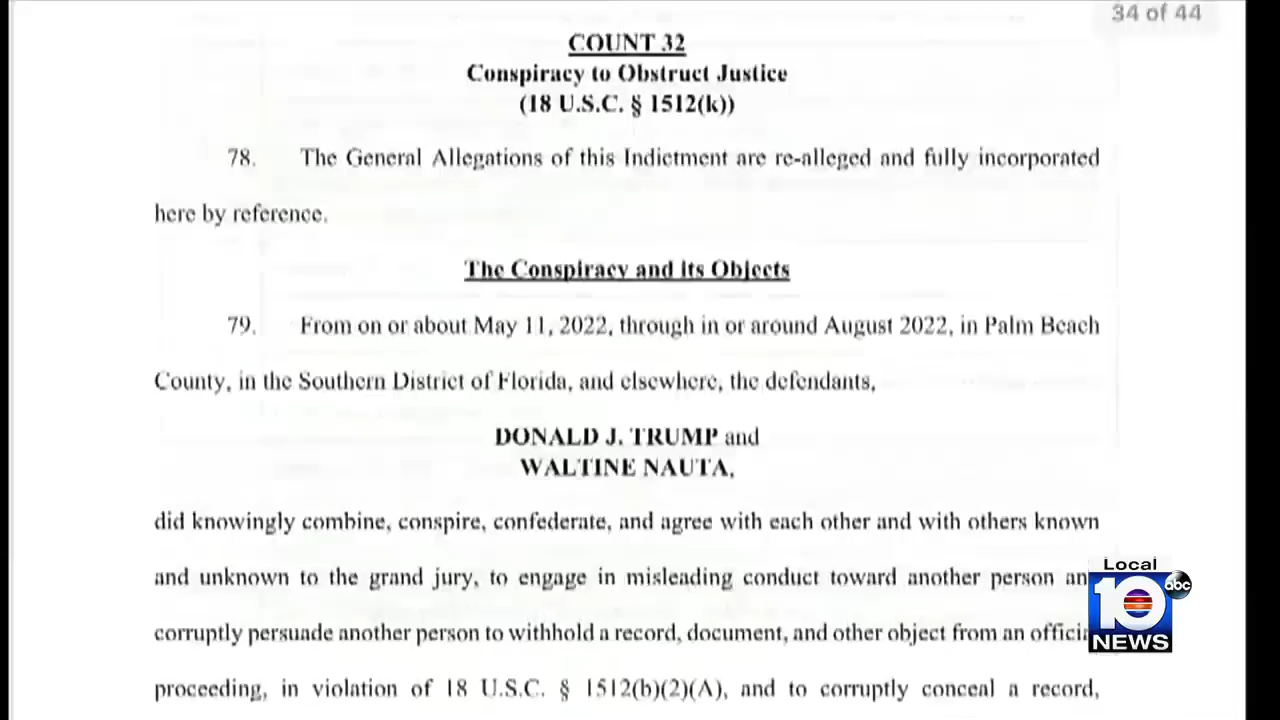 34 of 44
COUNT 32
Conspiracy to Obstruct Justice
(18 U.S.C. § 1512(k))
78. The General Allegations of this Indictment are re-alleged and fully incorporated
here by reference.
The Conspiracy and its Objects
79. From on or about May 11, 2022, through in or around August 2022, in Palm Beach
County, in the Southern District of Florida, and elsewhere, the defendants,
DONALD J. TRUMP and
WALTINE NAUTA,
did knowingly combine, conspire, confederate, and agree with each other and with others known
and unknown to the grand jury, to engage in misleading conduct toward another person an
corruptly persuade another person to withhold a record, document, and other object from an offici
proceeding, in violation of 18 U.S.C. § 1512(b)(2)(A), and to corruptly conceal a record,
Local
10
abc
NEWS